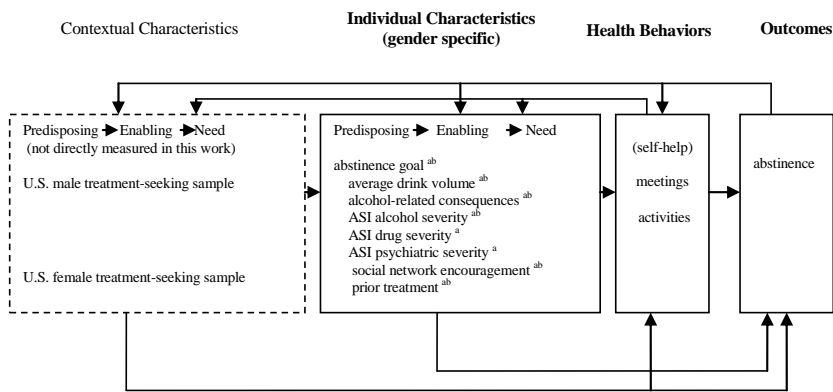 Contextual Characteristics
Individual Characteristics
(gender specific)
Health Behaviors
Outcomes
Predisposing Enabling Need
(not directly measured in this work)
U.S. male treatment-seeking sample
U.S. female treatment-seeking sample
Predisposing Enabling Need
abstinence goal ab
average drink volume ab
alcohol-related consequences ab
ASI alcohol severity ab
ASI drug severity a
ASI psychiatric severity a
social network encouragement ab
prior treatment ab
(self-help)
meetings
activities
abstinence